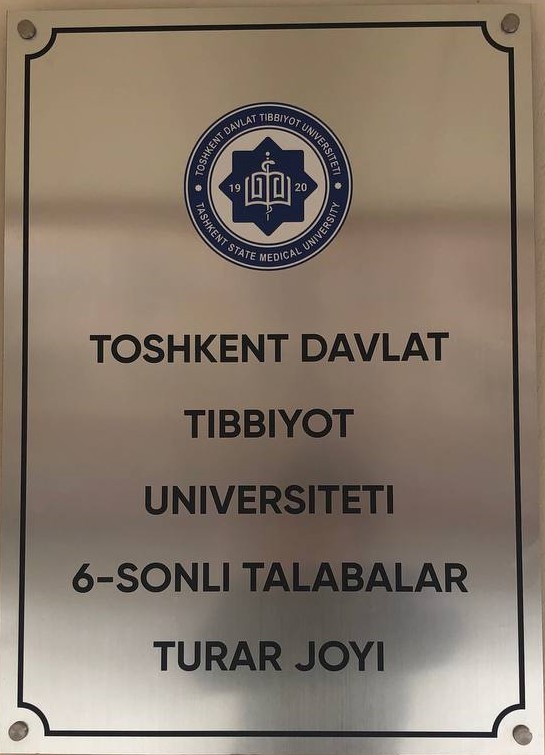 TOSHKENT DAVLAT TIBBIYOT UNIVERSITETI
19 20
TASHKENT STATE MEDICAL UNIVERSITY
TOSHKENT DAVLAT
TIBBIYOT
UNIVERSITETI
6-SONLI TALABALAR
TURAR JOYI